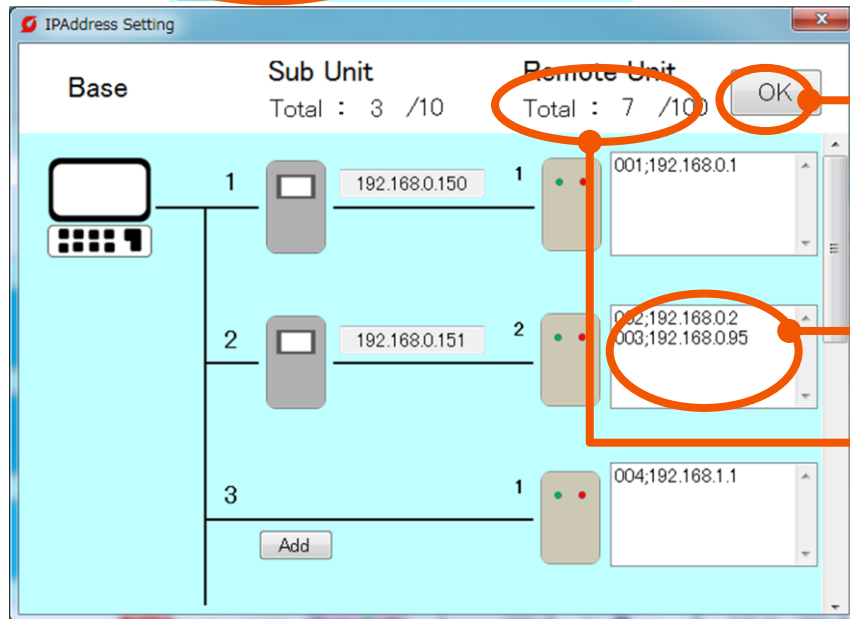 IPAddress Setting
Base
Sub Unit
Total : 3 /10
Remote Unit
Total : 7 /100
OK
1
192.168.0.150
1
001;192.168.0.1
2
192.168.0.151
2
002;192.168.0.2
003;192.168.0.95
3
Add
1
004;192.168.1.1